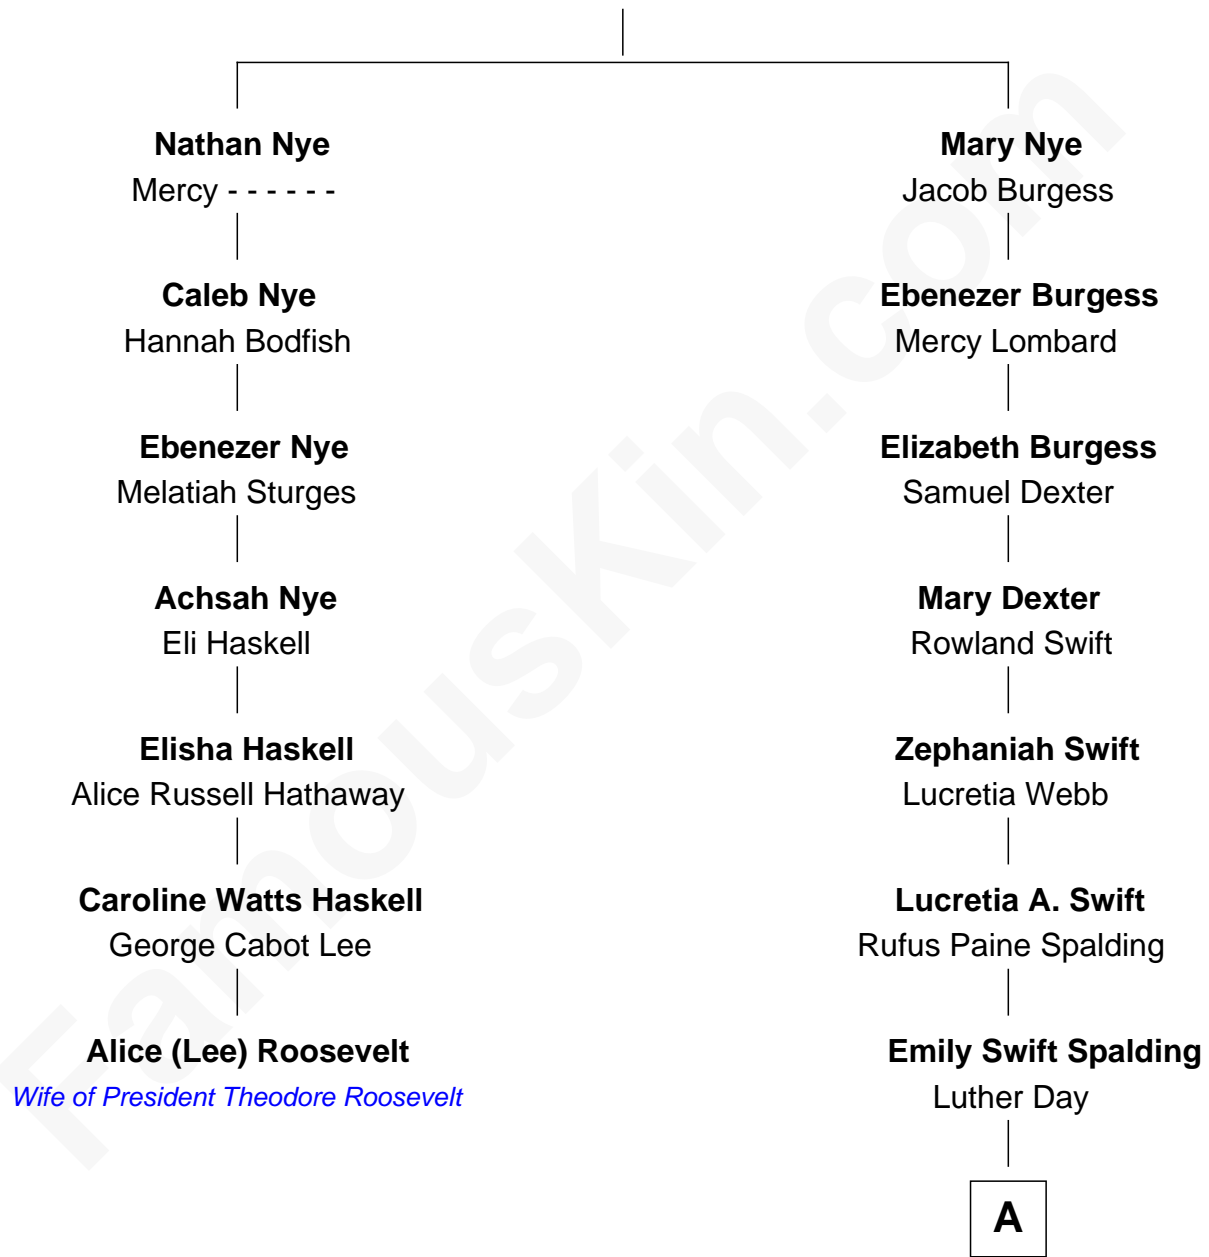 Nathan Nye
Mercy - - - - - -
Caleb Nye
Hannah Bodfish
Ebenezer Nye
Melatiah Sturges
Achsah Nye
Eli Haskell
Elisha Haskell
Alice Russell Hathaway
Caroline Watts Haskell
George Cabot Lee
Alice (Lee) Roosevelt
Wife of President Theodore Roosevelt
Mary Nye
Jacob Burgess
Ebenezer Burgess
Mercy Lombard
Elizabeth Burgess
Samuel Dexter
Mary Dexter
Rowland Swift
Zephaniah Swift
Lucretia Webb
Lucretia A. Swift
Rufus Paine Spalding
Emily Swift Spalding
Luther Day
A
FamousKin.com